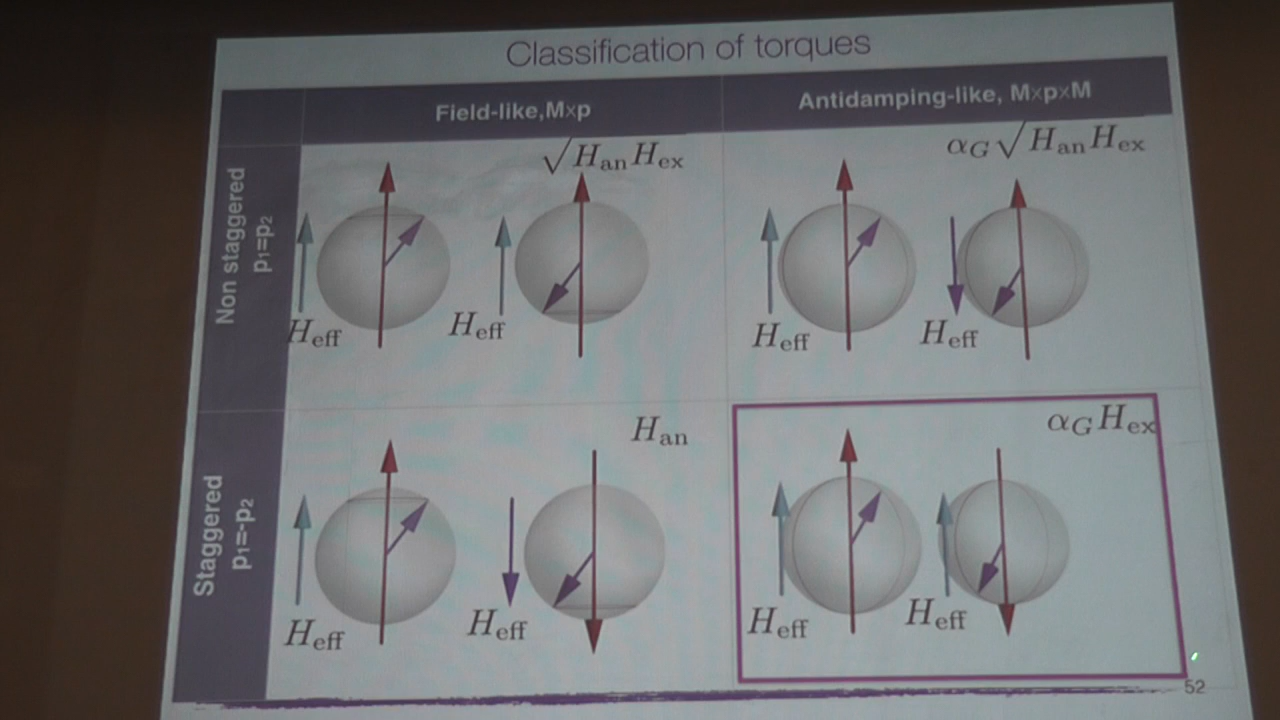 Classification of torques
Field-like,M×p
Antidamping-like, M×p×M
Non staggered
p₁=p₂
√HanHex
αG√HanHex
Heff
Heff
Heff
Heff
Staggered
p₁=-p₂
Han
αGHex
Heff
Heff
Heff
Heff
52